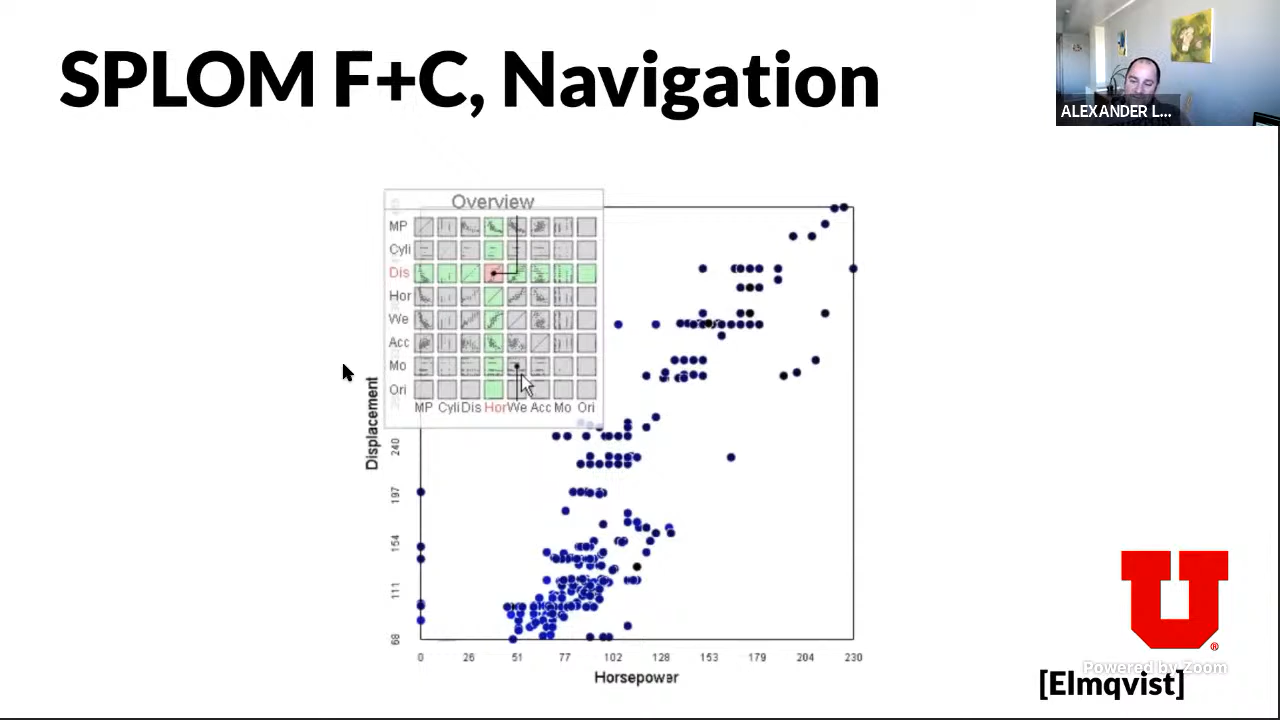 SPLOM F+C, Navigation
ALEXANDER L...
Overview
MP
Cyli
Dis
Hor
We
Acc
Mo
Ori
MP Cyli Dis Hor We Acc Mo Ori
Displacement
240
197
154
111
68
0 26 51 77 102 128 153 179 204 230
Horsepower
U
®
Powered by Zoom
[Elmqvist]